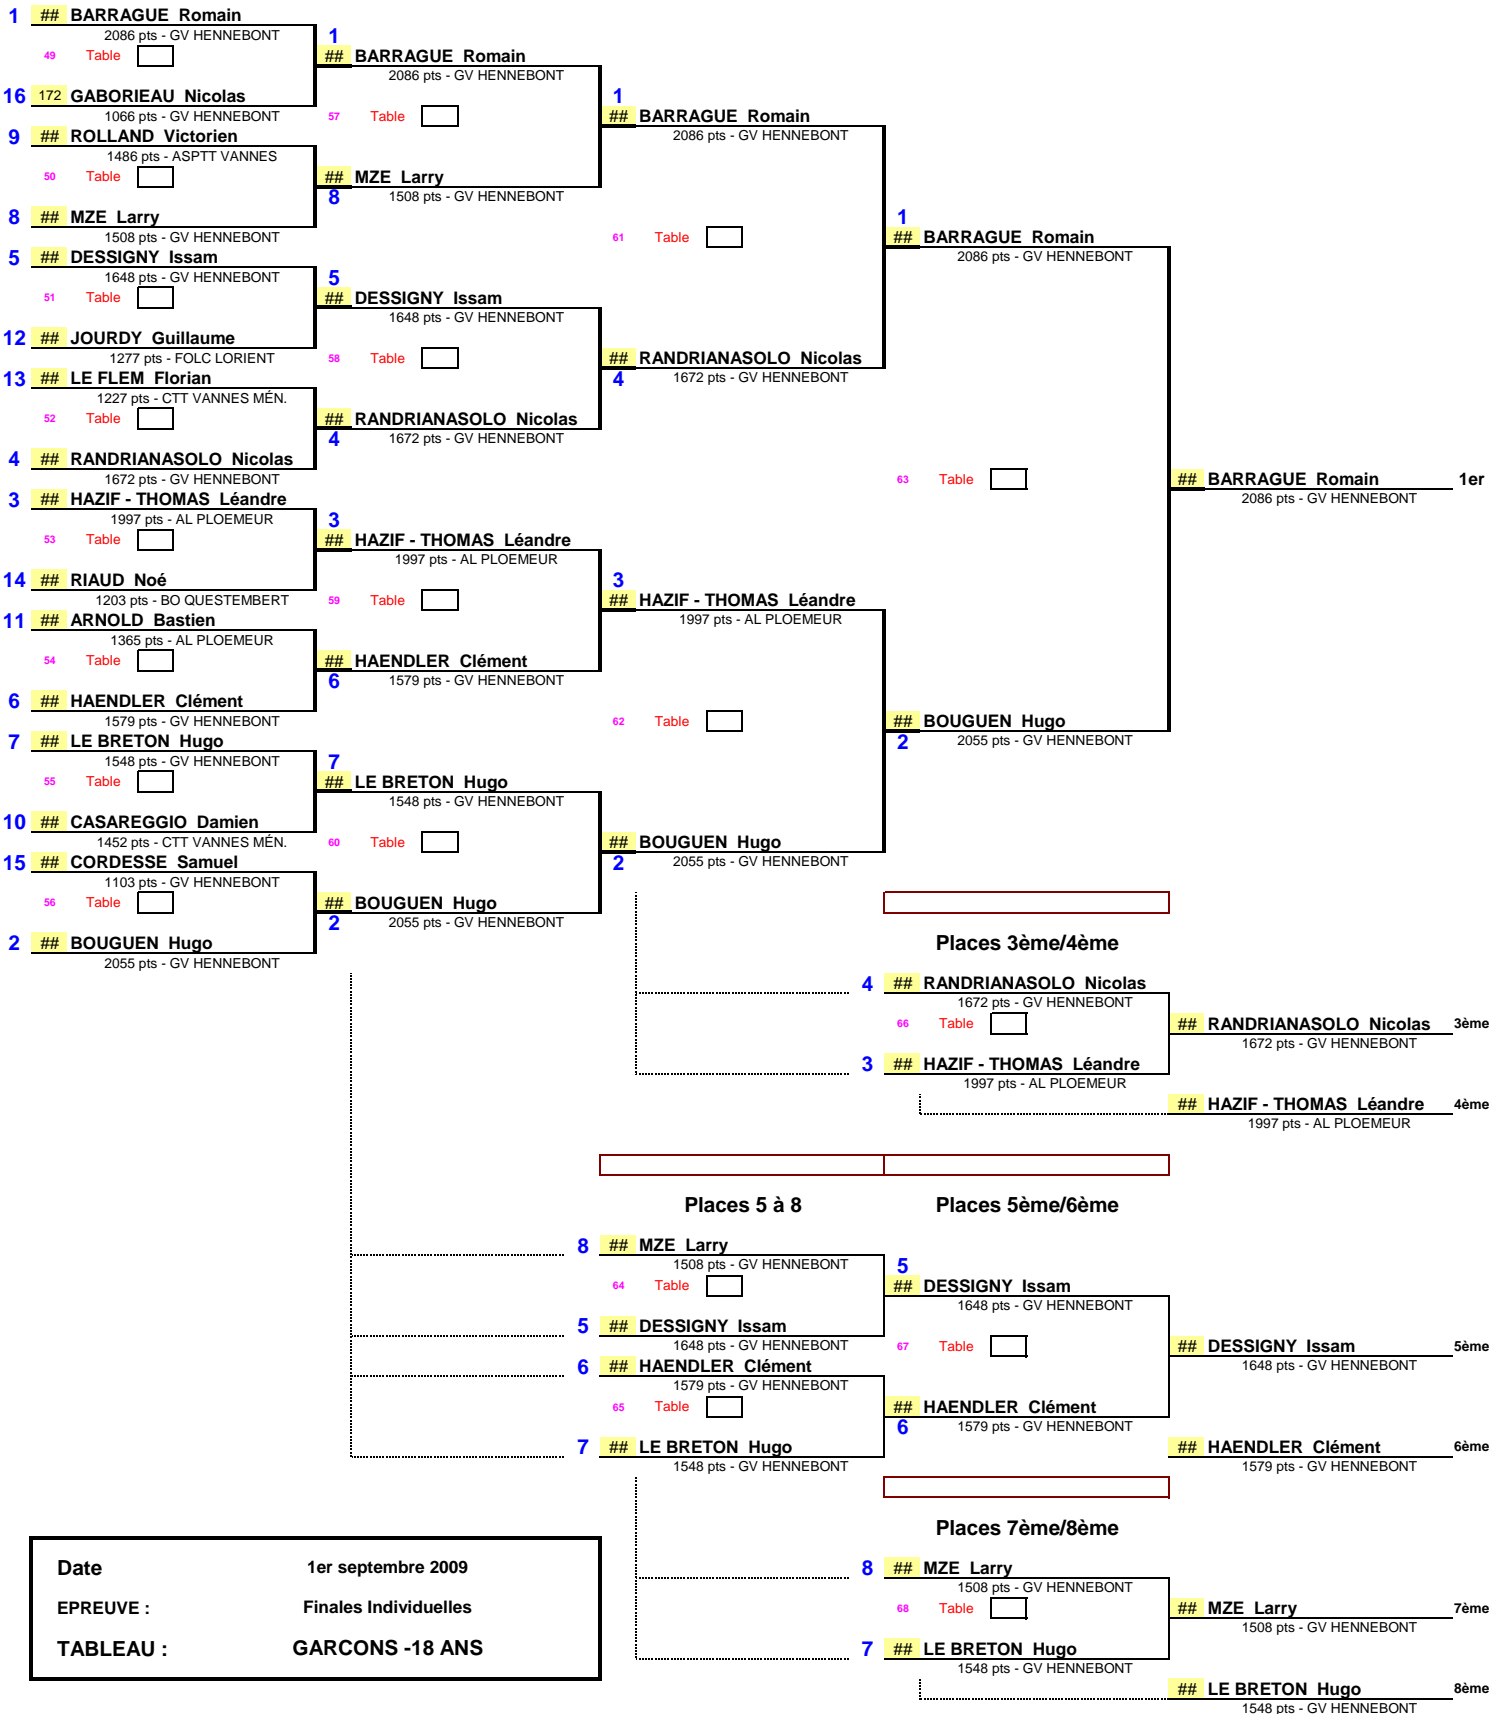 1 ## BARRAGUE Romain
2086 pts - GV HENNEBONT
49 Table
16 172 GABORIEAU Nicolas
1066 pts - GV HENNEBONT
9 ## ROLLAND Victorien
1486 pts - ASPTT VANNES
50 Table
8 ## MZE Larry
1508 pts - GV HENNEBONT
5 ## DESSIGNY Issam
1648 pts - GV HENNEBONT
51 Table
12 ## JOURDY Guillaume
1277 pts - FOLC LORIENT
13 ## LE FLEM Florian
1227 pts - CTT VANNES MÉN.
52 Table
4 ## RANDRIANASOLO Nicolas
1672 pts - GV HENNEBONT
3 ## HAZIF - THOMAS Léandre
1997 pts - AL PLOEMEUR
53 Table
14 ## RIAUD Noé
1203 pts - BO QUESTEMBERT
11 ## ARNOLD Bastien
1365 pts - AL PLOEMEUR
54 Table
6 ## HAENDLER Clément
1579 pts - GV HENNEBONT
7 ## LE BRETON Hugo
1548 pts - GV HENNEBONT
55 Table
10 ## CASAREGGIO Damien
1452 pts - CTT VANNES MÉN.
15 ## CORDESSE Samuel
1103 pts - GV HENNEBONT
56 Table
2 ## BOUGUEN Hugo
2055 pts - GV HENNEBONT
1
## BARRAGUE Romain
2086 pts - GV HENNEBONT
57 Table
## MZE Larry
8 1508 pts - GV HENNEBONT
5
## DESSIGNY Issam
1648 pts - GV HENNEBONT
58 Table
## RANDRIANASOLO Nicolas
4 1672 pts - GV HENNEBONT
3
## HAZIF - THOMAS Léandre
1997 pts - AL PLOEMEUR
59 Table
## HAENDLER Clément
6 1579 pts - GV HENNEBONT
7
## LE BRETON Hugo
1548 pts - GV HENNEBONT
60 Table
## BOUGUEN Hugo
2 2055 pts - GV HENNEBONT
1
## BARRAGUE Romain
2086 pts - GV HENNEBONT
61 Table
## RANDRIANASOLO Nicolas
4 1672 pts - GV HENNEBONT
3
## HAZIF - THOMAS Léandre
1997 pts - AL PLOEMEUR
62 Table
## BOUGUEN Hugo
2 2055 pts - GV HENNEBONT
1
## BARRAGUE Romain
2086 pts - GV HENNEBONT
63 Table
## BOUGUEN Hugo
2 2055 pts - GV HENNEBONT
## BARRAGUE Romain 1er
2086 pts - GV HENNEBONT
Places 3ème/4ème
4 ## RANDRIANASOLO Nicolas
1672 pts - GV HENNEBONT
66 Table
3 ## HAZIF - THOMAS Léandre
1997 pts - AL PLOEMEUR
## RANDRIANASOLO Nicolas 3ème
1672 pts - GV HENNEBONT
## HAZIF - THOMAS Léandre 4ème
1997 pts - AL PLOEMEUR
Places 5 à 8
8 ## MZE Larry
1508 pts - GV HENNEBONT
64 Table
5 ## DESSIGNY Issam
1648 pts - GV HENNEBONT
6 ## HAENDLER Clément
1579 pts - GV HENNEBONT
65 Table
7 ## LE BRETON Hugo
1548 pts - GV HENNEBONT
Places 5ème/6ème
5
## DESSIGNY Issam
1648 pts - GV HENNEBONT
67 Table
## HAENDLER Clément
6 1579 pts - GV HENNEBONT
## DESSIGNY Issam 5ème
1648 pts - GV HENNEBONT
## HAENDLER Clément 6ème
1579 pts - GV HENNEBONT
Places 7ème/8ème
8 ## MZE Larry
1508 pts - GV HENNEBONT
68 Table
7 ## LE BRETON Hugo
1548 pts - GV HENNEBONT
## MZE Larry 7ème
1508 pts - GV HENNEBONT
## LE BRETON Hugo 8ème
1548 pts - GV HENNEBONT
Date 1er septembre 2009
EPREUVE : Finales Individuelles
TABLEAU : GARCONS -18 ANS